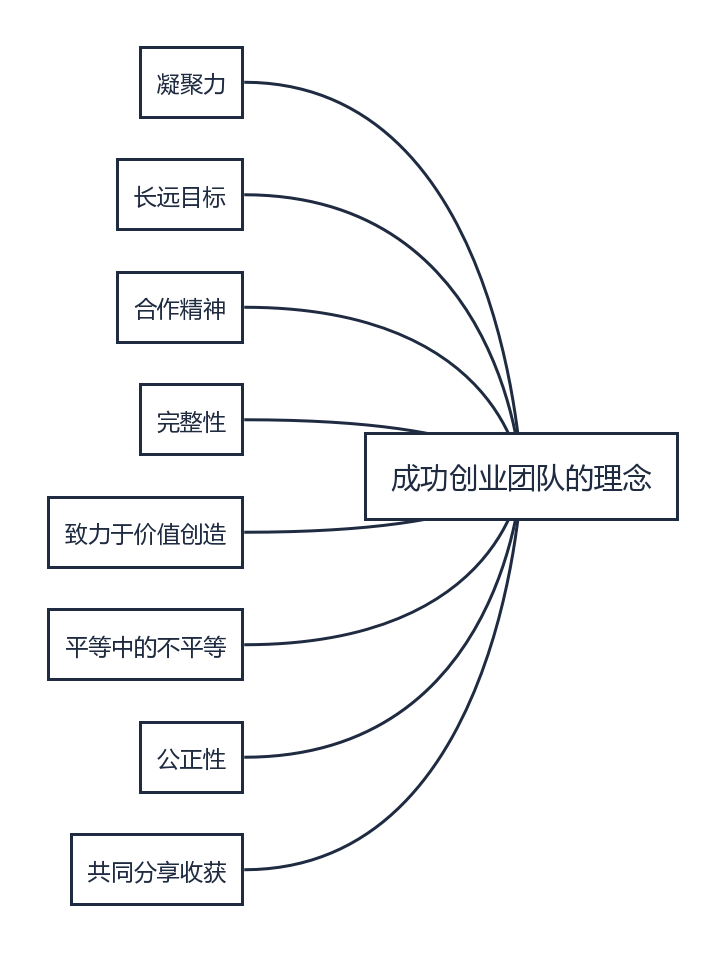 凝聚力
长远目标
合作精神
完整性
成功创业团队的理念
致力于价值创造
平等中的不平等
公正性
共同分享收获